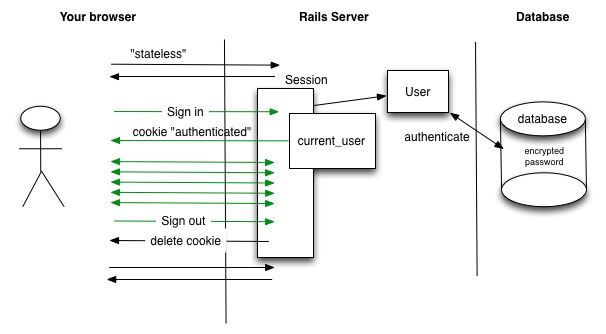 Your browser
Rails Server
Database
"stateless"
Session
User
Sign in
cookie "authenticated"
current_user
authenticate
database
encrypted
password
Sign out
delete cookie